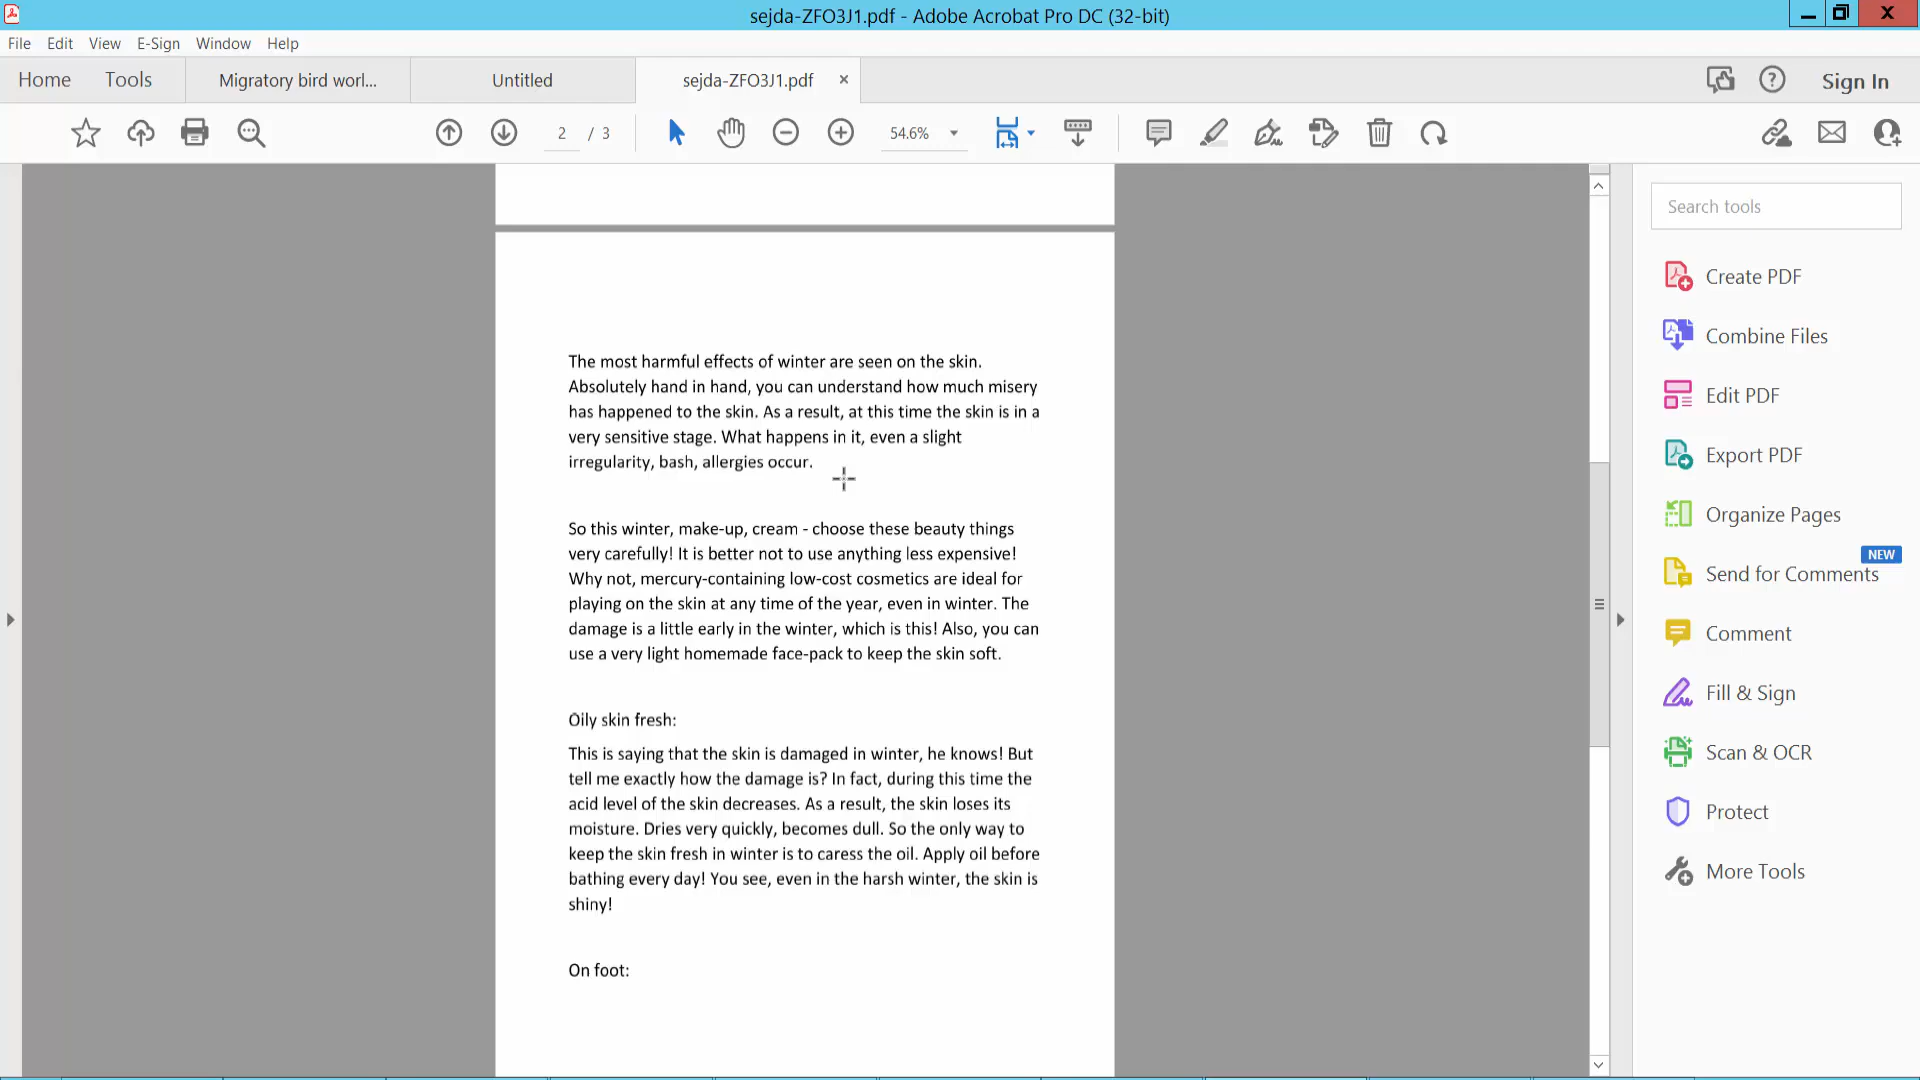 sejda-ZFO3J1.pdf - Adobe Acrobat Pro DC (32-bit)
File Edit View E-Sign Window Help
Home Tools Migratory bird worl... Untitled sejda-ZFO3J1.pdf × Sign In
2 / 3 54.6%
The most harmful effects of winter are seen on the skin.
Absolutely hand in hand, you can understand how much misery
has happened to the skin. As a result, at this time the skin is in a
very sensitive stage. What happens in it, even a slight
irregularity, bash, allergies occur.
So this winter, make-up, cream - choose these beauty things
very carefully! It is better not to use anything less expensive!
Why not, mercury-containing low-cost cosmetics are ideal for
playing on the skin at any time of the year, even in winter. The
damage is a little early in the winter, which is this! Also, you can
use a very light homemade face-pack to keep the skin soft.
Oily skin fresh:
This is saying that the skin is damaged in winter, he knows! But
tell me exactly how the damage is? In fact, during this time the
acid level of the skin decreases. As a result, the skin loses its
moisture. Dries very quickly, becomes dull. So the only way to
keep the skin fresh in winter is to caress the oil. Apply oil before
bathing every day! You see, even in the harsh winter, the skin is
shiny!
On foot:
Search tools
Create PDF
Combine Files
Edit PDF
Export PDF
Organize Pages
NEW
Send for Comments
Comment
Fill & Sign
Scan & OCR
Protect
More Tools